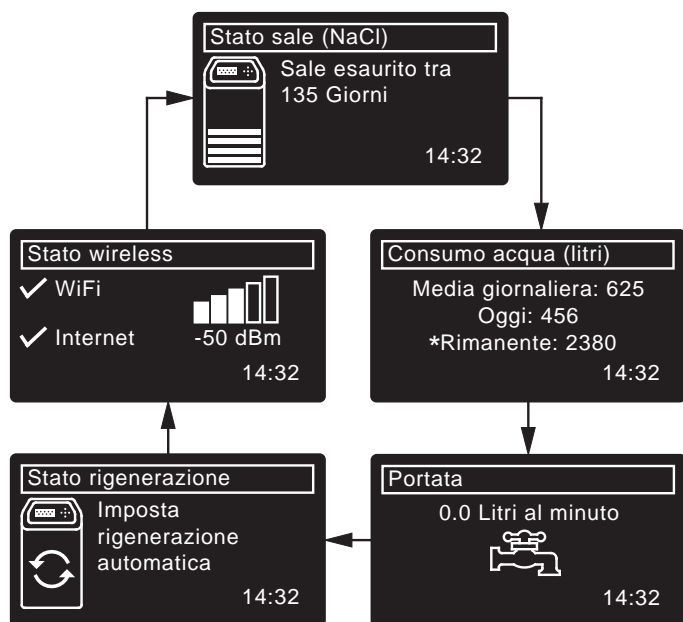 Stato sale (NaCl)
Sale esaurito tra
135 Giorni
14:32
Consumo acqua (litri)
Media giornaliera: 625
Oggi: 456
*Rimanente: 2380
14:32
Portata
0.0 Litri al minuto
14:32
Stato rigenerazione
Imposta
rigenerazione
automatica
14:32
Stato wireless
WiFi
Internet
-50 dBm
14:32